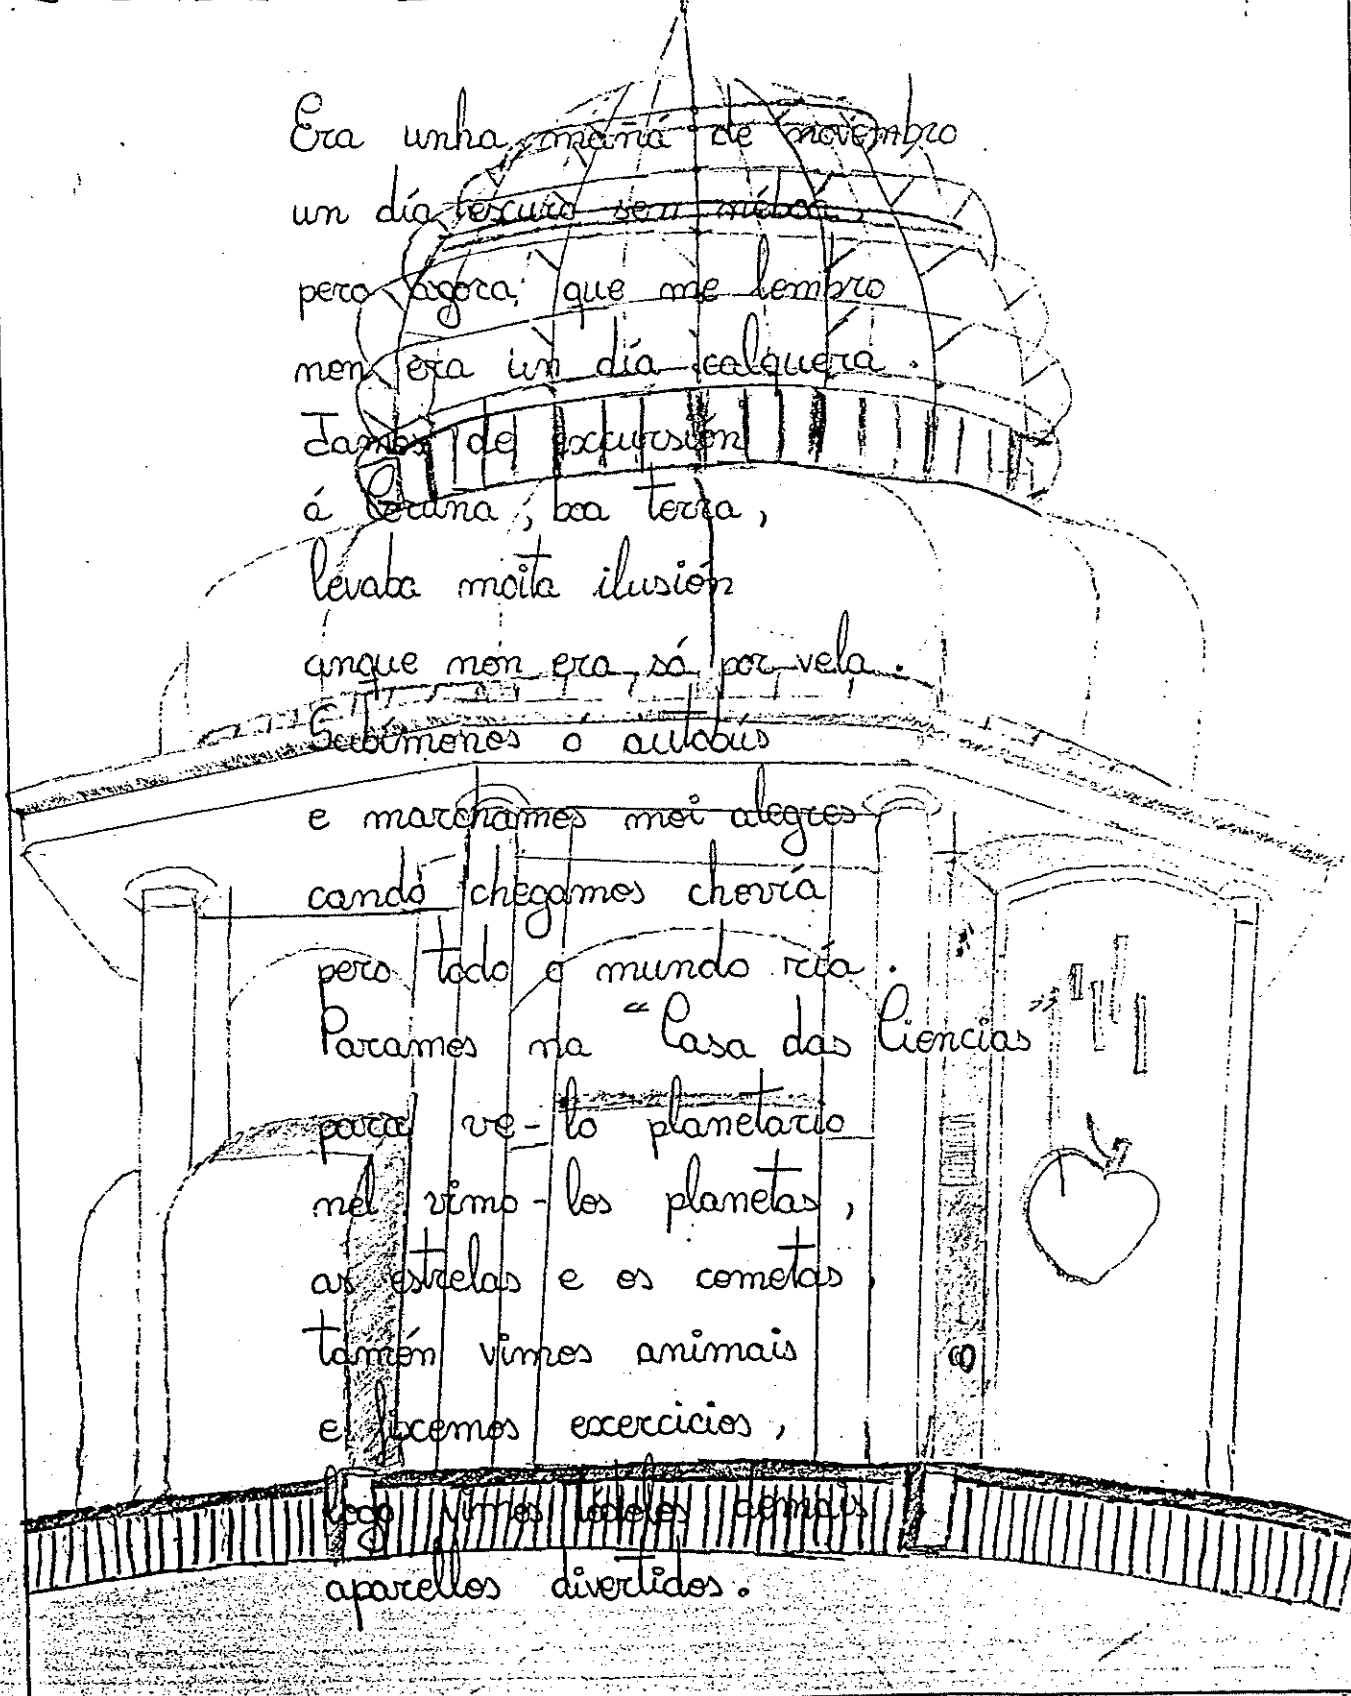 Era unha mañá de novembro
un día escuro sen néboa,
pero agora, que me lembro
non era un día calquera.
Iamos de excursión
á Coruña, boa terra,
levaba moita ilusión
anque non era só por vela.
Subímonos ó autobús
e marchamos moi alegres
cando chegamos chovía
pero todo o mundo ría.
Paramos na "Casa das Ciencias"
para ve-lo planetario
nel vimo-los planetas,
as estrelas e os cometas,
tamén vimos animais
e fixemos exercicios,
logo vimos tódolos demais
aparellos divertidos.